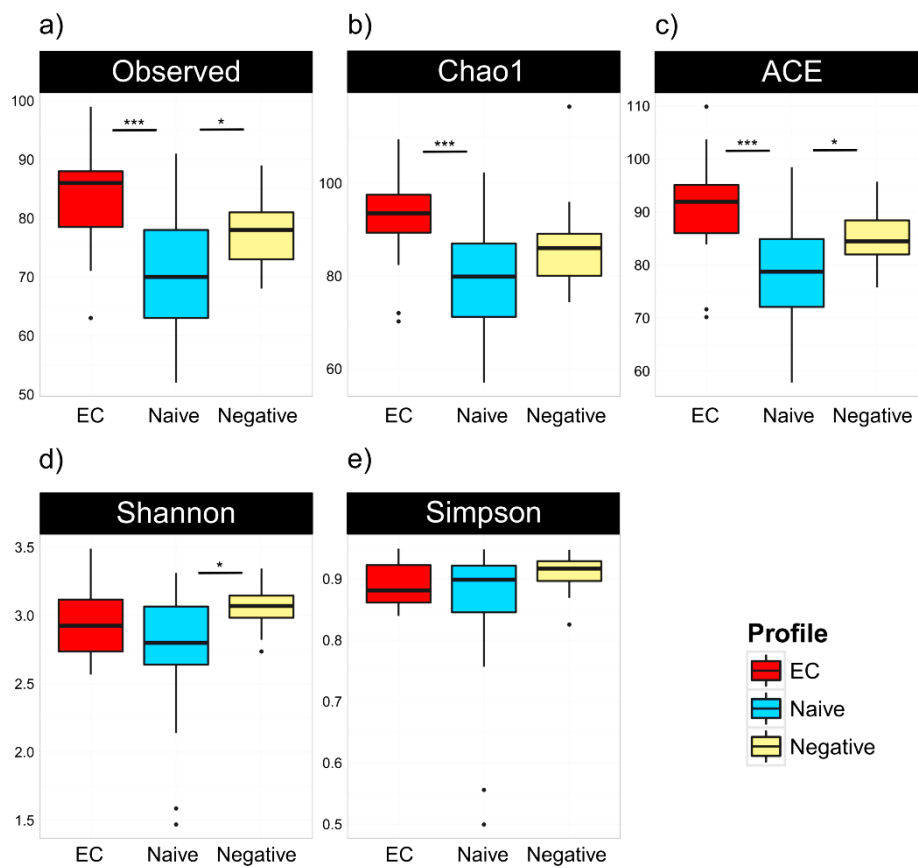 a)
Observed
100
90
80
70
60
50
***
*
EC Naive Negative
b)
Chao1
100
80
60
***
EC Naive Negative
c)
ACE
110
100
90
80
70
60
***
*
EC Naive Negative
d)
Shannon
3.5
3.0
2.5
2.0
1.5
*
EC Naive Negative
e)
Simpson
0.9
0.8
0.7
0.6
0.5
EC Naive Negative
Profile
EC
Naive
Negative